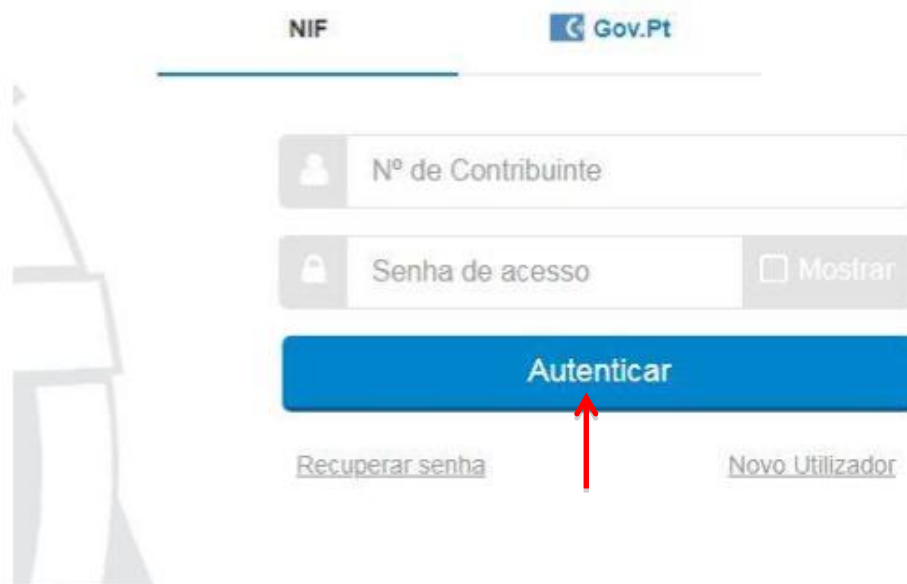 NIF
Gov.Pt
Nº de Contribuinte
Senha de acesso
Mostrar
Autenticar
Recuperar senha
Novo Utilizador